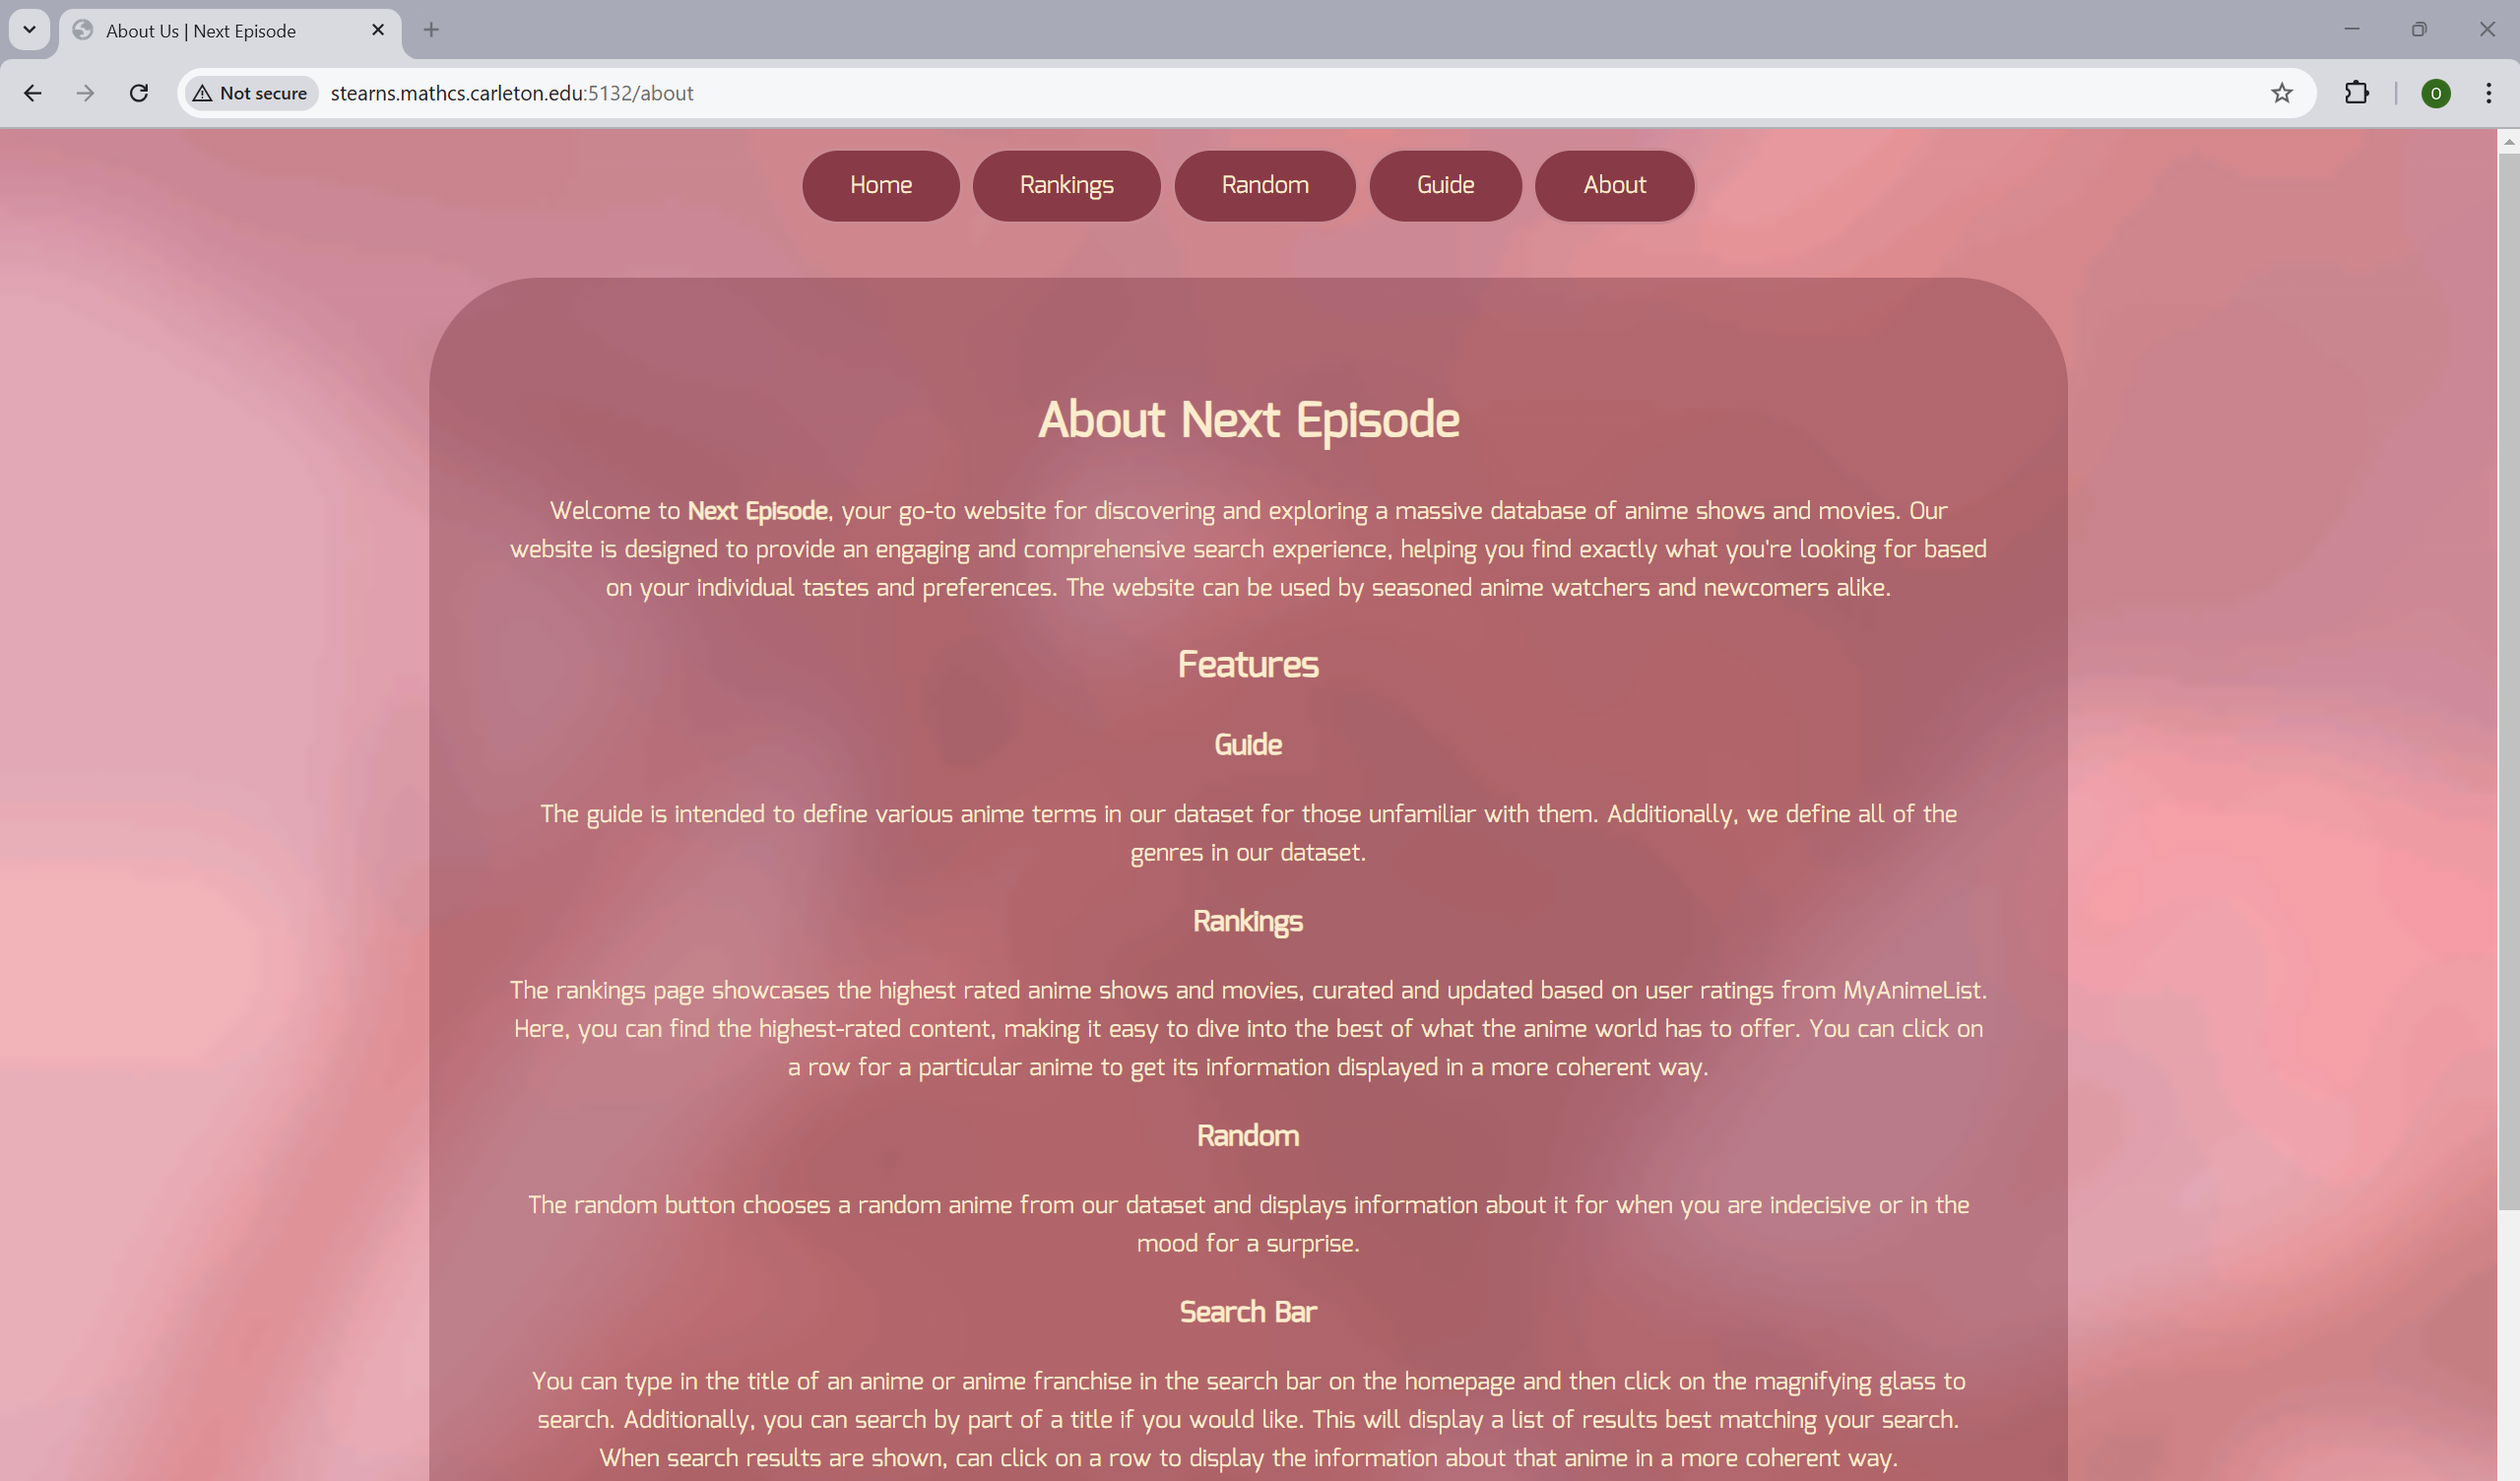 About Us | Next Episode
Not secure
stearns.mathcs.carleton.edu:5132/about
O
Home Rankings Random Guide About
About Next Episode
Welcome to Next Episode, your go-to website for discovering and exploring a massive database of anime shows and movies. Our
website is designed to provide an engaging and comprehensive search experience, helping you find exactly what you're looking for based
on your individual tastes and preferences. The website can be used by seasoned anime watchers and newcomers alike.
Features
Guide
The guide is intended to define various anime terms in our dataset for those unfamiliar with them. Additionally, we define all of the
genres in our dataset.
Rankings
The rankings page showcases the highest rated anime shows and movies, curated and updated based on user ratings from MyAnimeList.
Here, you can find the highest-rated content, making it easy to dive into the best of what the anime world has to offer. You can click on
a row for a particular anime to get its information displayed in a more coherent way.
Random
The random button chooses a random anime from our dataset and displays information about it for when you are indecisive or in the
mood for a surprise.
Search Bar
You can type in the title of an anime or anime franchise in the search bar on the homepage and then click on the magnifying glass to
search. Additionally, you can search by part of a title if you would like. This will display a list of results best matching your search.
When search results are shown, can click on a row to display the information about that anime in a more coherent way.